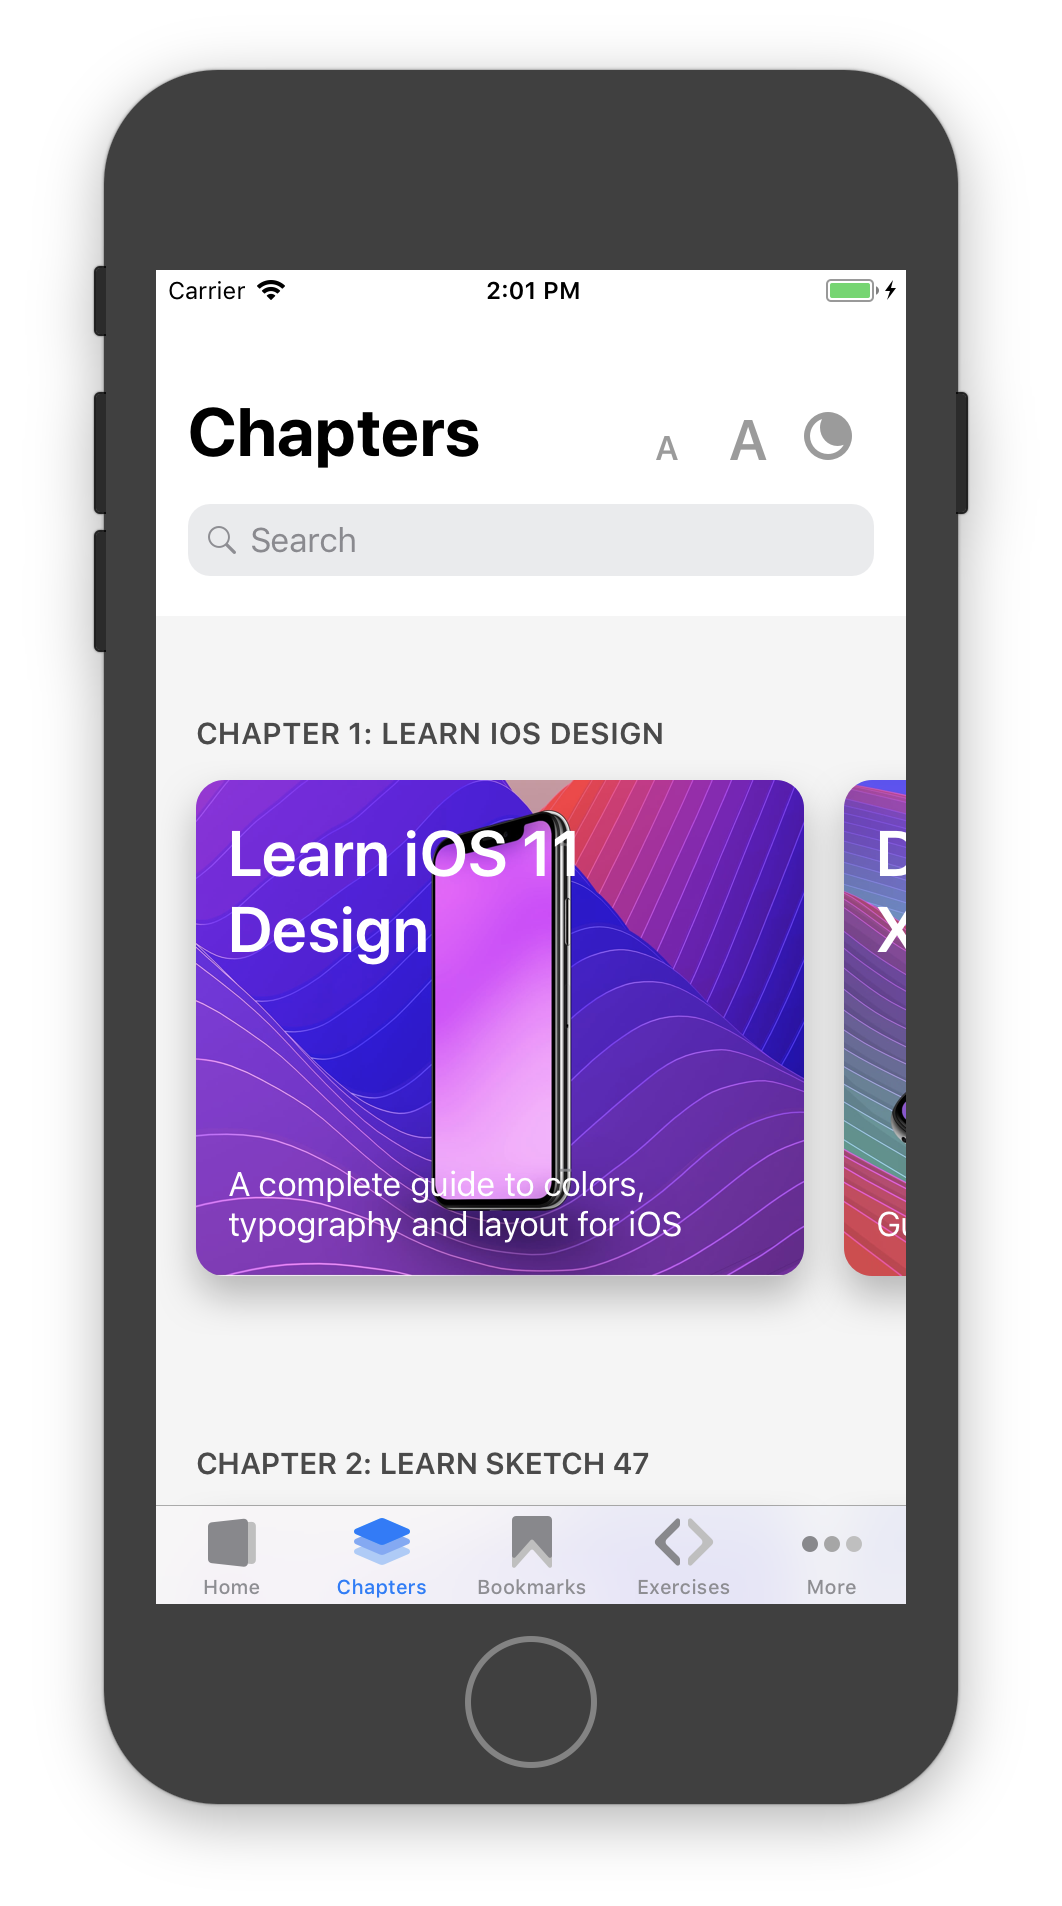 Carrier 2:01 PM
Chapters A A
Search
CHAPTER 1: LEARN IOS DESIGN
Learn iOS 11
Design
A complete guide to colors,
typography and layout for iOS
CHAPTER 2: LEARN SKETCH 47
Home Chapters Bookmarks Exercises More